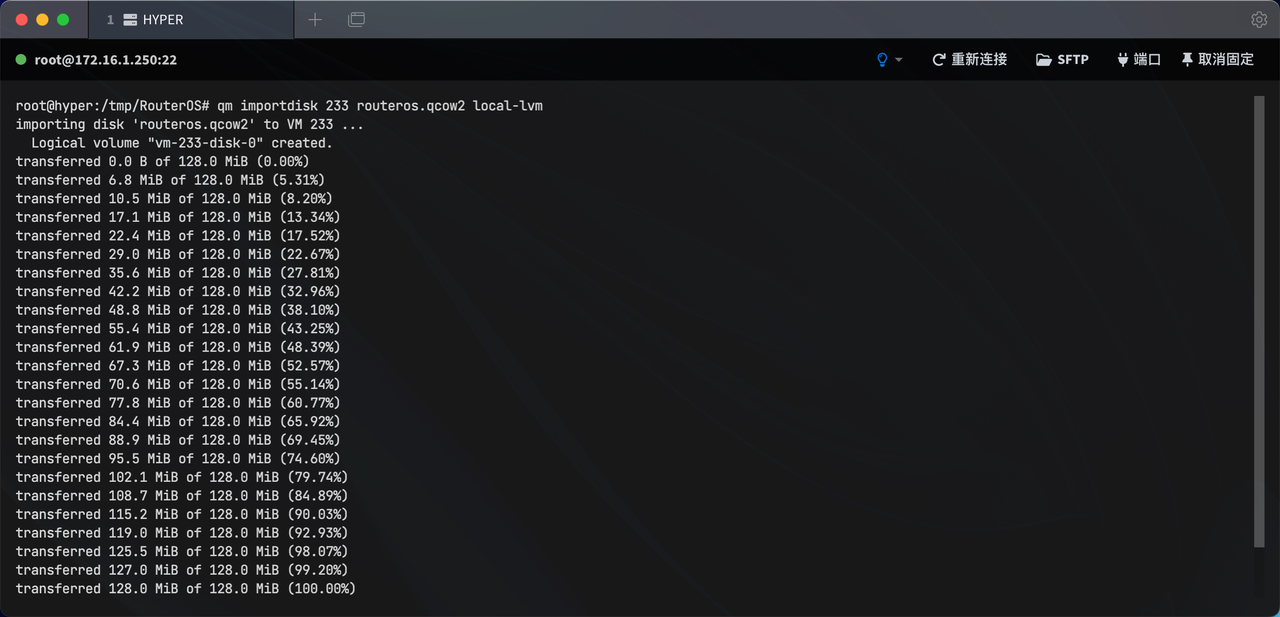 1 HYPER
root@172.16.1.250:22 重新连接 SFTP 端口 取消固定
root@hyper:/tmp/RouterOS# qm importdisk 233 routeros.qcow2 local-lvm
importing disk 'routeros.qcow2' to VM 233 ...
  Logical volume "vm-233-disk-0" created.
transferred 0.0 B of 128.0 MiB (0.00%)
transferred 6.8 MiB of 128.0 MiB (5.31%)
transferred 10.5 MiB of 128.0 MiB (8.20%)
transferred 17.1 MiB of 128.0 MiB (13.34%)
transferred 22.4 MiB of 128.0 MiB (17.52%)
transferred 29.0 MiB of 128.0 MiB (22.67%)
transferred 35.6 MiB of 128.0 MiB (27.81%)
transferred 42.2 MiB of 128.0 MiB (32.96%)
transferred 48.8 MiB of 128.0 MiB (38.10%)
transferred 55.4 MiB of 128.0 MiB (43.25%)
transferred 61.9 MiB of 128.0 MiB (48.39%)
transferred 67.3 MiB of 128.0 MiB (52.57%)
transferred 70.6 MiB of 128.0 MiB (55.14%)
transferred 77.8 MiB of 128.0 MiB (60.77%)
transferred 84.4 MiB of 128.0 MiB (65.92%)
transferred 88.9 MiB of 128.0 MiB (69.45%)
transferred 95.5 MiB of 128.0 MiB (74.60%)
transferred 102.1 MiB of 128.0 MiB (79.74%)
transferred 108.7 MiB of 128.0 MiB (84.89%)
transferred 115.2 MiB of 128.0 MiB (90.03%)
transferred 119.0 MiB of 128.0 MiB (92.93%)
transferred 125.5 MiB of 128.0 MiB (98.07%)
transferred 127.0 MiB of 128.0 MiB (99.20%)
transferred 128.0 MiB of 128.0 MiB (100.00%)